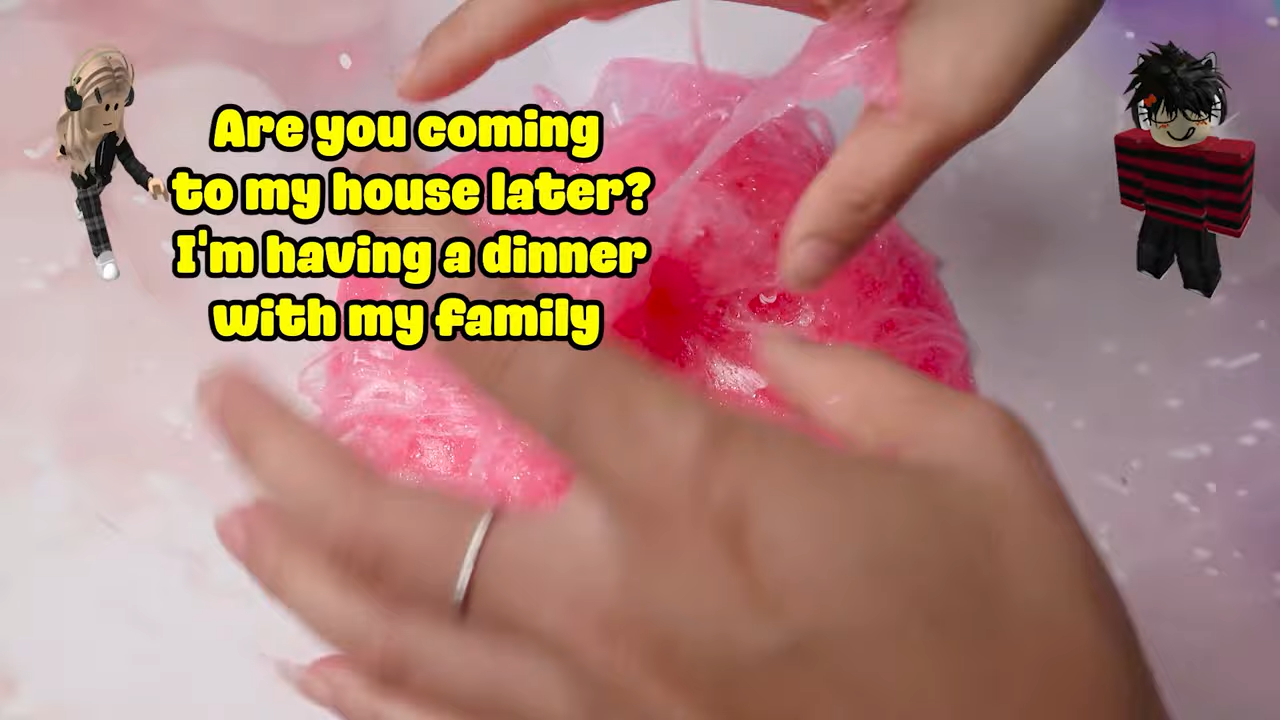 Are you coming
to my house later?
I'm having a dinner
with my family